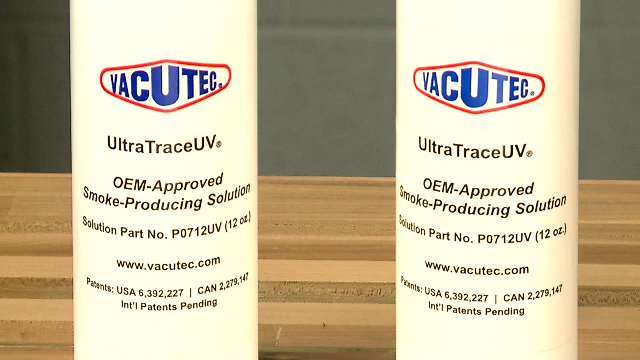 VACUTEC®
UltraTraceUV®
OEM-Approved
Smoke-Producing Solution
Solution Part No. P0712UV (12 oz.)
www.vacutec.com
Patents: USA 6,392,227 | CAN 2,279,147
Int'l Patents Pending
VACUTEC®
UltraTraceUV®
OEM-Approved
Smoke-Producing Solution
Solution Part No. P0712UV (12 oz.)
www.vacutec.com
Patents: USA 6,392,227 | CAN 2,279,147
Int'l Patents Pending